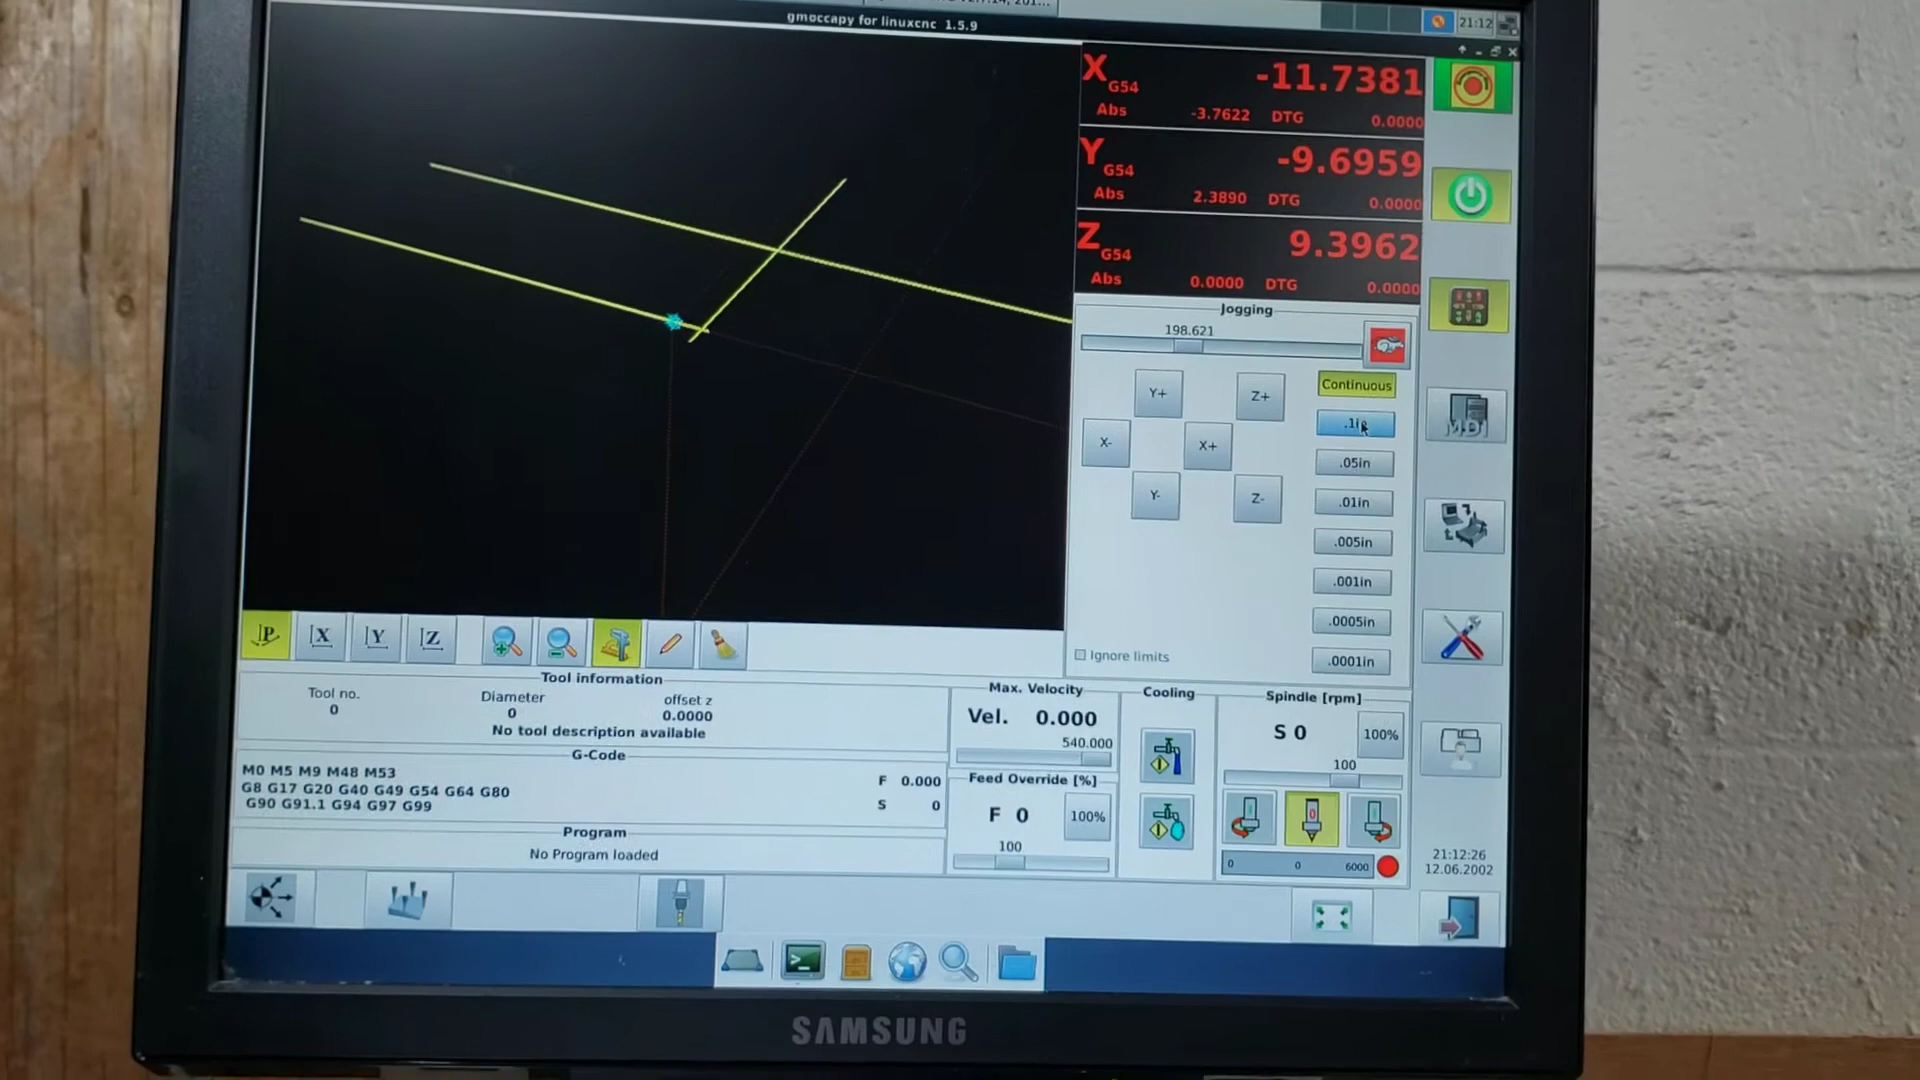 gmoccapy for linuxcnc 1.5.9
21:12
X G54 -11.7381
Abs -3.7622 DTG 0.0000
Y G54 -9.6959
Abs 2.3890 DTG 0.0000
Z G54 9.3962
Abs 0.0000 DTG 0.0000
Jogging
198.621
Continuous
Y+ Z+
.1in
X- X+
.05in
Y- Z-
.01in
.005in
.001in
.0005in
.0001in
Ignore limits
MDI
P X Y Z
Tool information
Tool no. Diameter offset z
0 0 0.0000
No tool description available
G-Code
M0 M5 M9 M48 M53
G8 G17 G20 G40 G49 G54 G64 G80
G90 G91.1 G94 G97 G99
F 0.000
S 0
Program
No Program loaded
Max. Velocity
Vel. 0.000
540.000
Feed Override [%]
F 0 100%
100
Cooling
Spindle [rpm]
S 0 100%
100
0
0 0 6000
21:12:26
12.06.2002
SAMSUNG